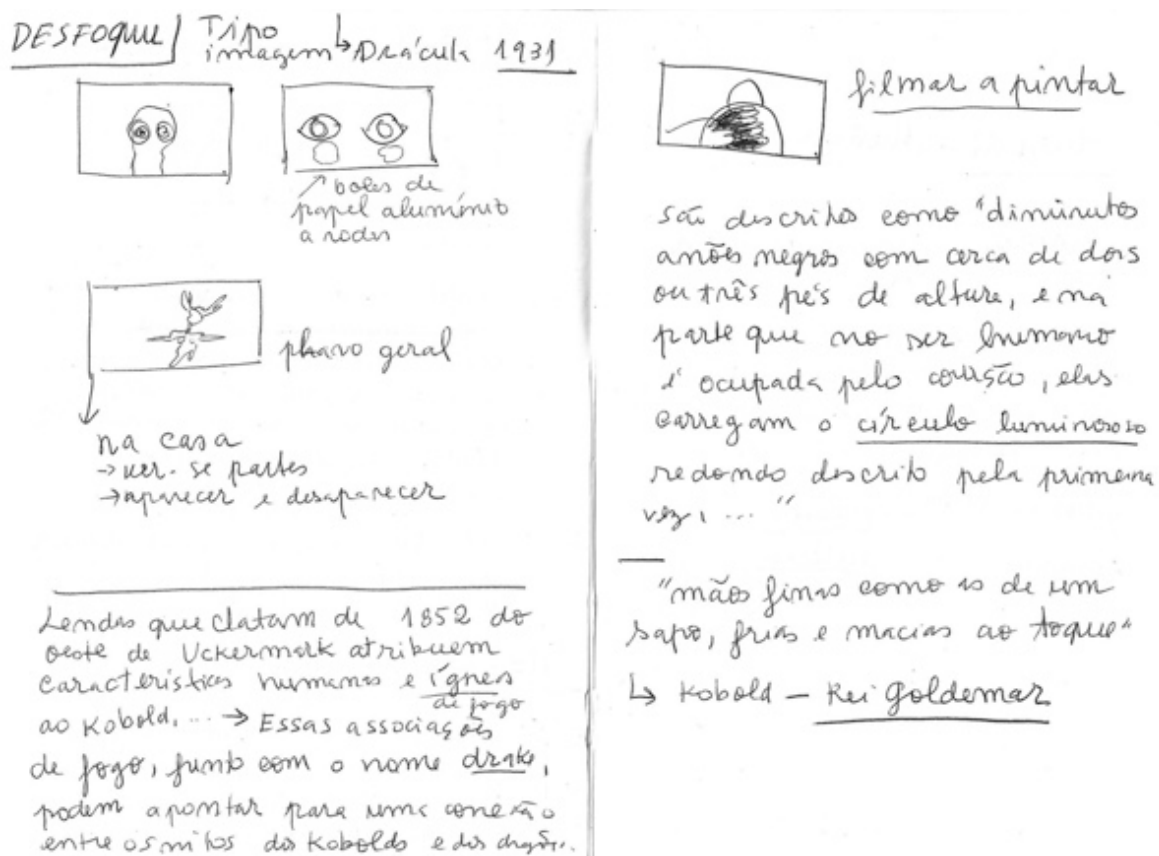 DESFOQUE Tipo
imagem ↳ Drácula 1931
↗ bolas de
papel alumínio
a rodar
plano geral
na casa
→ ver-se partes
→ aparecer e desaparecer
Lendas que datam de 1852 do
oeste de Uckermark atribuem
características humanas e ígneas
de fogo
ao Kobold, ... → Essas associações
de fogo, junto com o nome drake,
podem apontar para uma conexão
entre os mitos dos Kobolds e dos dragões.
filmar a pintar
são descritos como "diminutos
anões negros com cerca de dois
ou três pés de altura, e na
parte que no ser humano
é ocupada pelo coração, elas
carregam o círculo luminoso
redondo descrito pela primeira
vez, ..."
"mãos finas como as de um
sapo, frias e macias ao toque"
↳ Kobold – Rei Goldemar